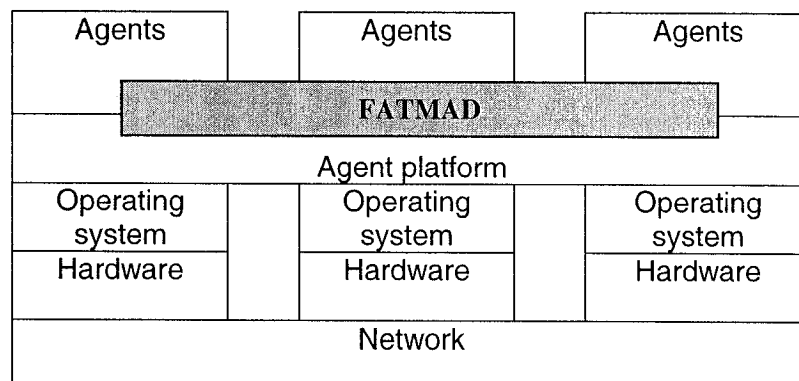 Agents Agents Agents
FATMAD
Agent platform
Operating system Operating system Operating system
Hardware Hardware Hardware
Network